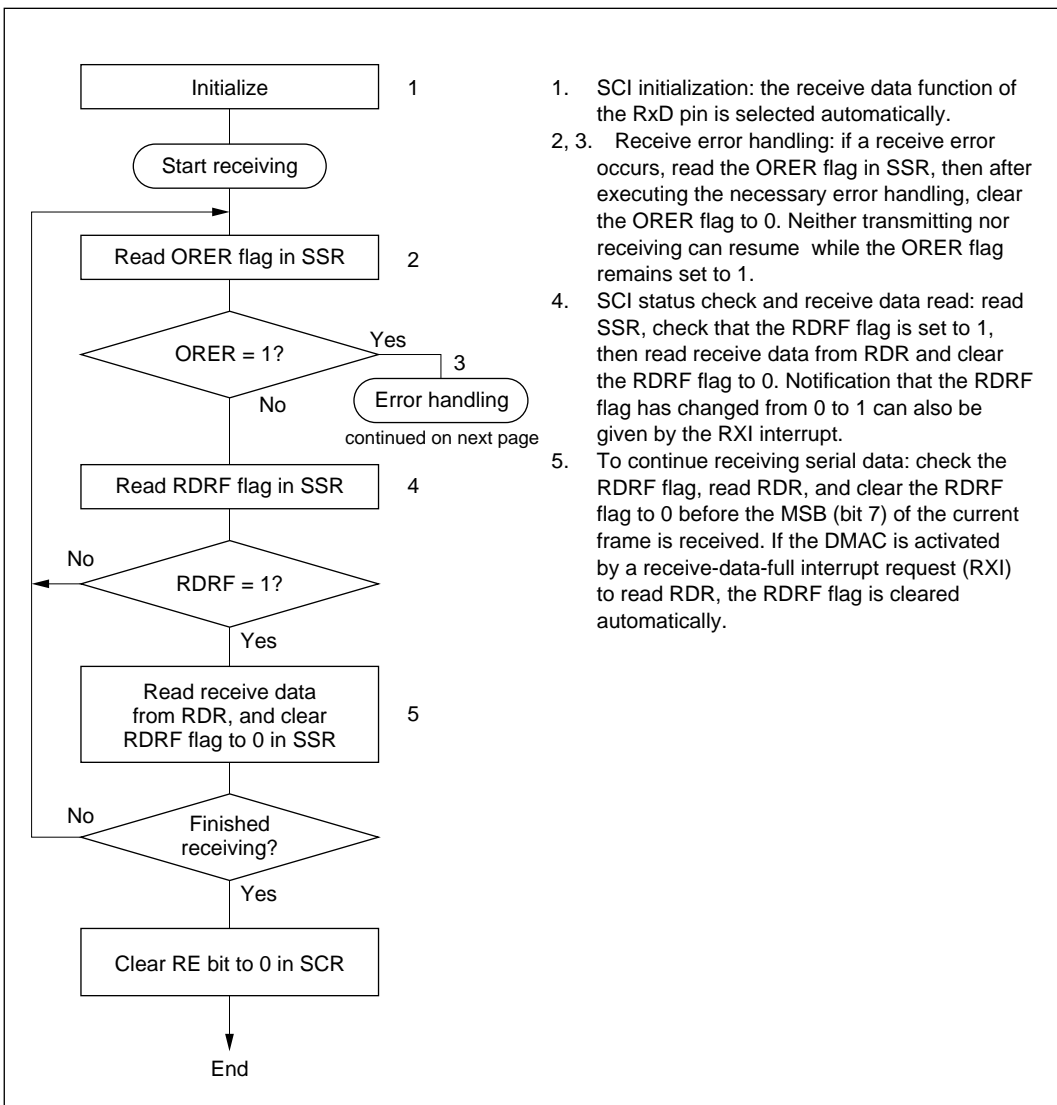 Initialize
1
Start receiving
Read ORER flag in SSR
2
ORER = 1?
Yes
3
Error handling
continued on next page
No
Read RDRF flag in SSR
4
No
RDRF = 1?
Yes
Read receive data
from RDR, and clear
RDRF flag to 0 in SSR
5
No
Finished
receiving?
Yes
Clear RE bit to 0 in SCR
End
1. SCI initialization: the receive data function of
the RxD pin is selected automatically.
2, 3. Receive error handling: if a receive error
occurs, read the ORER flag in SSR, then after
executing the necessary error handling, clear
the ORER flag to 0. Neither transmitting nor
receiving can resume while the ORER flag
remains set to 1.
4. SCI status check and receive data read: read
SSR, check that the RDRF flag is set to 1,
then read receive data from RDR and clear
the RDRF flag to 0. Notification that the RDRF
flag has changed from 0 to 1 can also be
given by the RXI interrupt.
5. To continue receiving serial data: check the
RDRF flag, read RDR, and clear the RDRF
flag to 0 before the MSB (bit 7) of the current
frame is received. If the DMAC is activated
by a receive-data-full interrupt request (RXI)
to read RDR, the RDRF flag is cleared
automatically.